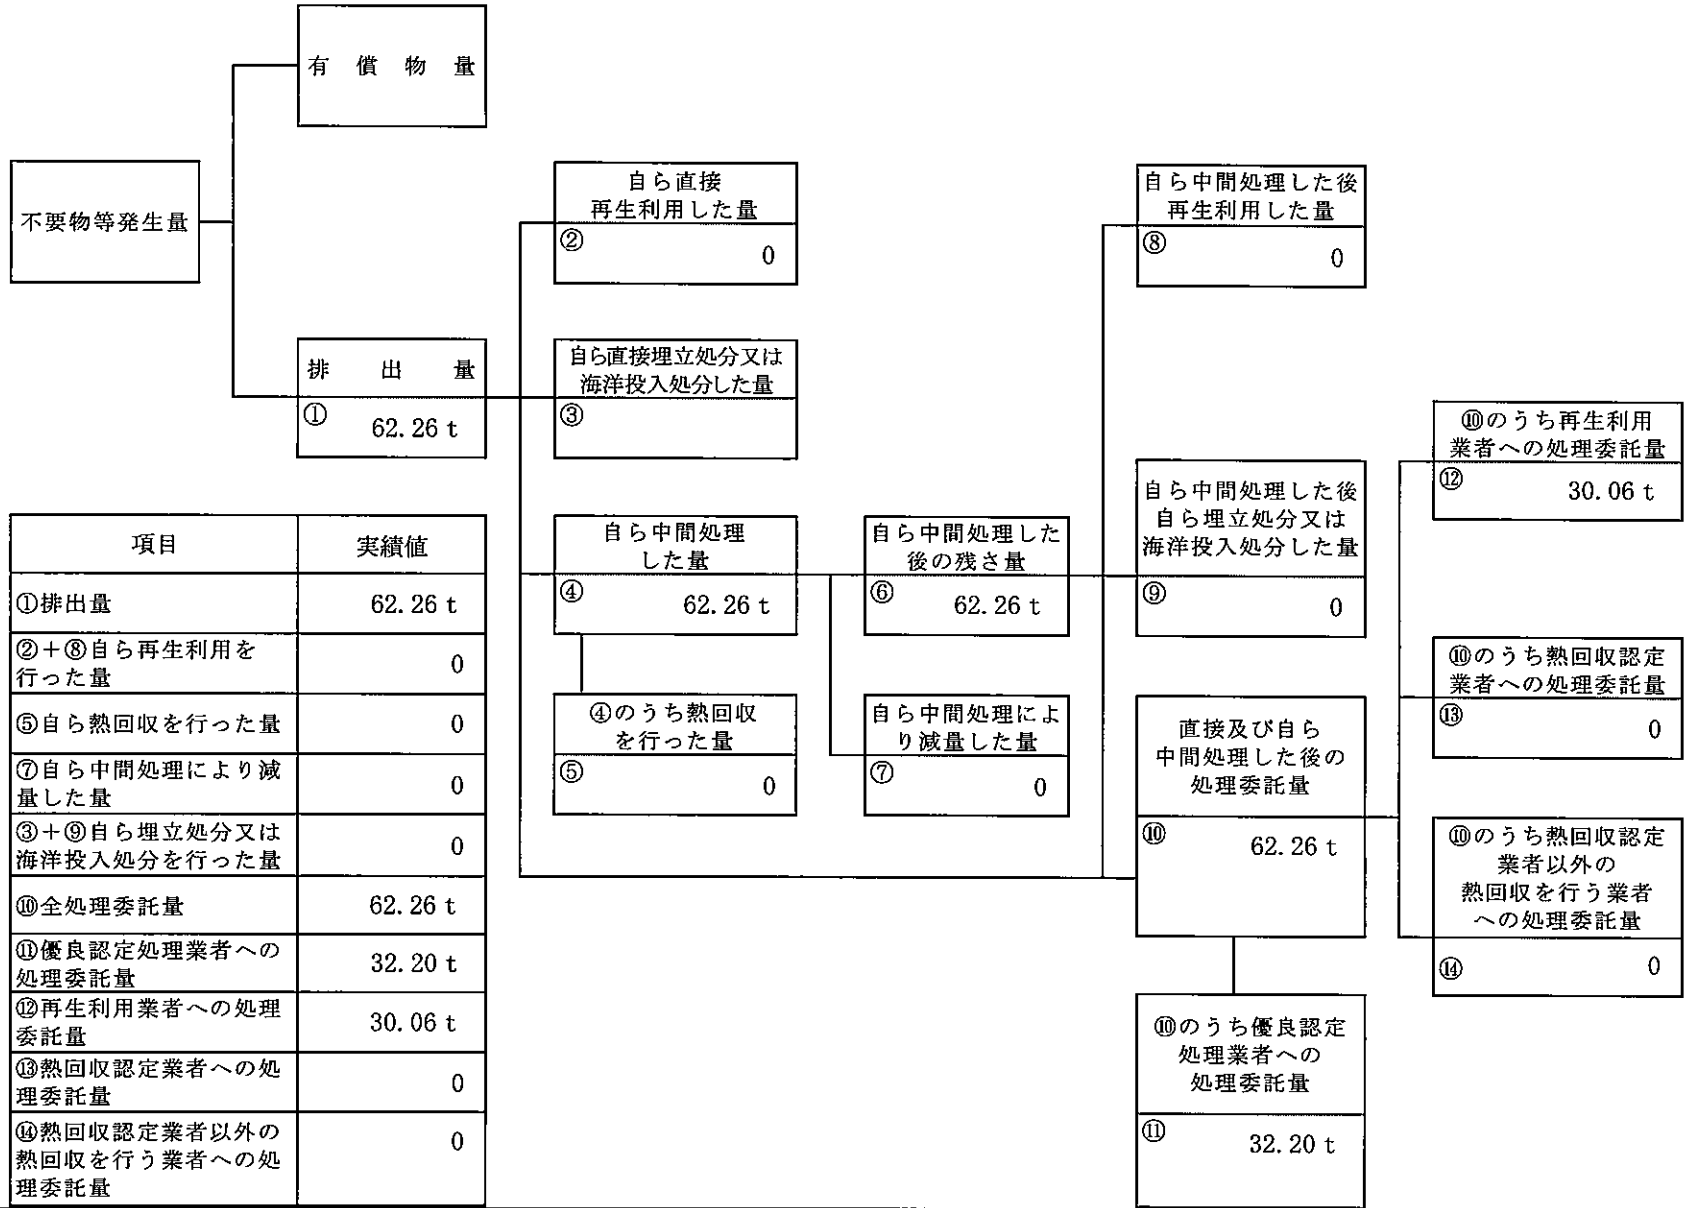 有償物量
不要物等発生量
自ら直接
再生利用した量
②
0
自ら中間処理した後
再生利用した量
⑧
0
排出量
①
62.26 t
自ら直接埋立処分又は
海洋投入処分した量
③
⑩のうち再生利用
業者への処理委託量
⑫
30.06 t
自ら中間処理
した量
④
62.26 t
自ら中間処理した
後の残さ量
⑥
62.26 t
自ら中間処理した後
自ら埋立処分又は
海洋投入処分した量
⑨
0
⑩のうち熱回収認定
業者への処理委託量
⑬
0
④のうち熱回収
を行った量
⑤
0
自ら中間処理によ
り減量した量
⑦
0
直接及び自ら
中間処理した後の
処理委託量
⑩
62.26 t
⑩のうち熱回収認定
業者以外の
熱回収を行う業者
への処理委託量
⑭
0
⑩のうち優良認定
処理業者への
処理委託量
⑪
32.20 t
項目 実績値
①排出量 62.26 t
②+⑧自ら再生利用を
行った量 0
⑤自ら熱回収を行った量 0
⑦自ら中間処理により減
量した量 0
③+⑨自ら埋立処分又は
海洋投入処分を行った量 0
⑩全処理委託量 62.26 t
⑪優良認定処理業者への
処理委託量 32.20 t
⑫再生利用業者への処理
委託量 30.06 t
⑬熱回収認定業者への処
理委託量 0
⑭熱回収認定業者以外の
熱回収を行う業者への処
理委託量 0